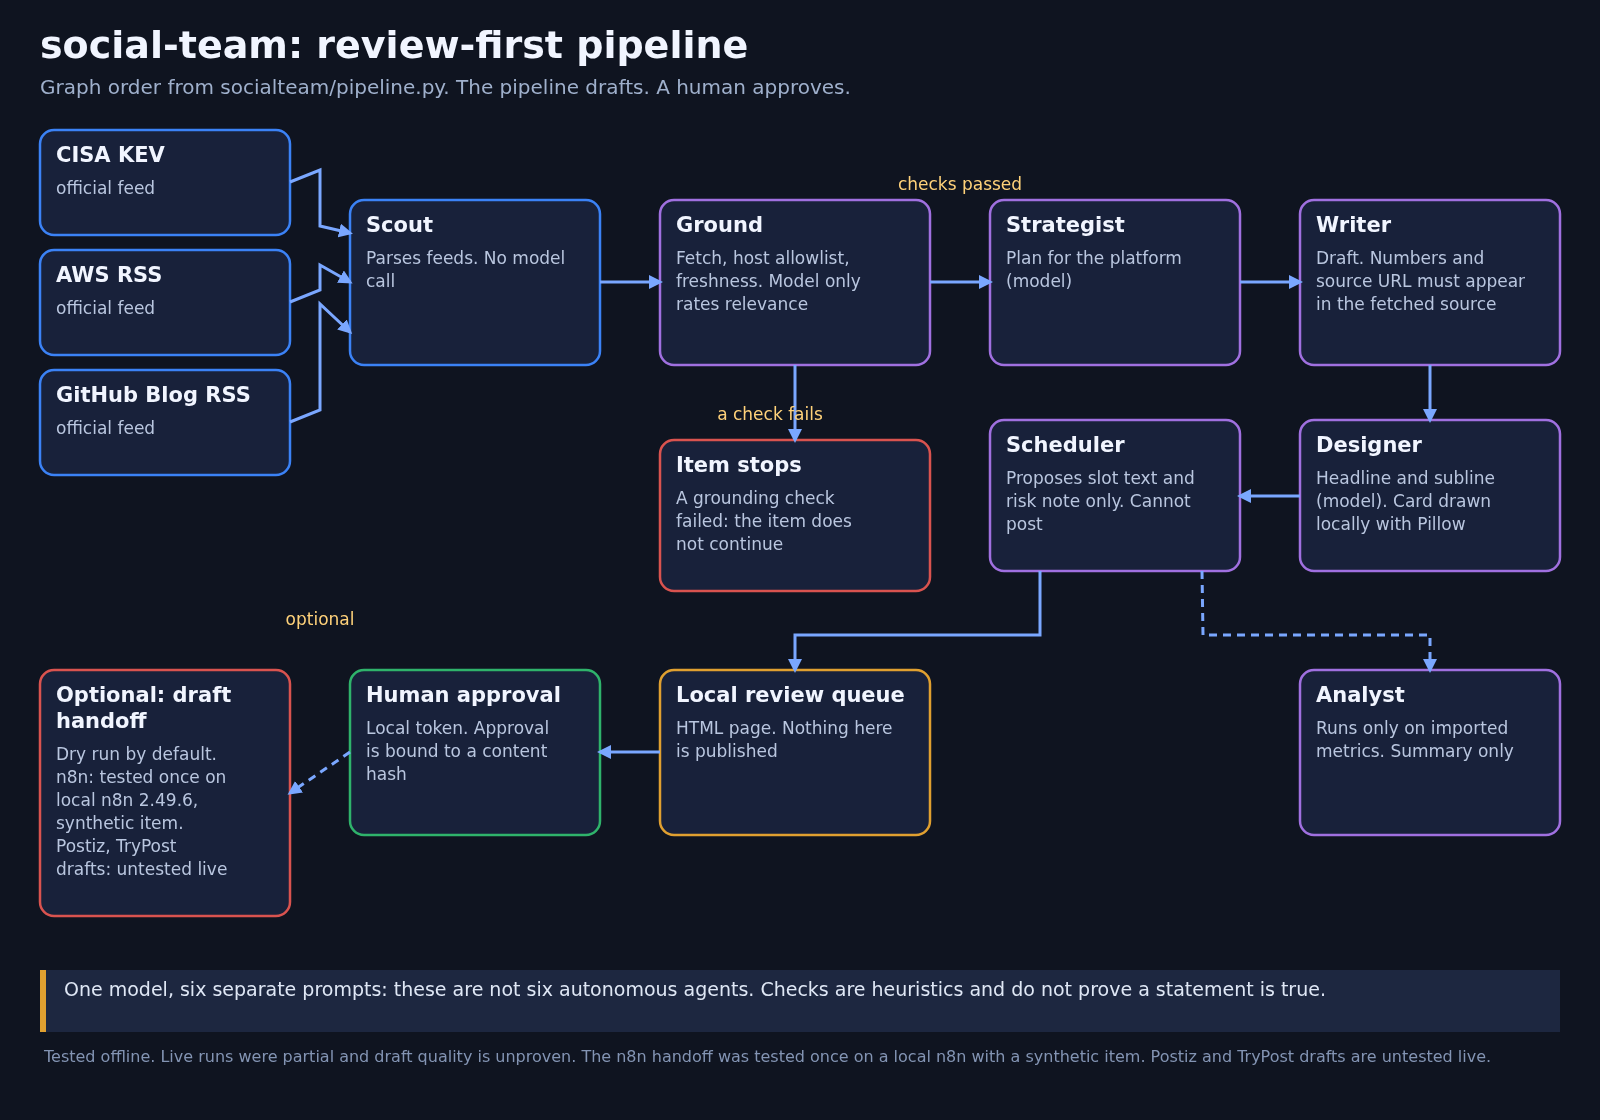 social-team: review-first pipeline
Graph order from socialteam/pipeline.py. The pipeline drafts. A human approves.
CISA KEV
official feed
AWS RSS
official feed
GitHub Blog RSS
official feed
Scout
Parses feeds. No model
call
Ground
Fetch, host allowlist,
freshness. Model only
rates relevance
checks passed
Strategist
Plan for the platform
(model)
Writer
Draft. Numbers and
source URL must appear
in the fetched source
a check fails
Item stops
A grounding check
failed: the item does
not continue
Scheduler
Proposes slot text and
risk note only. Cannot
post
Designer
Headline and subline
(model). Card drawn
locally with Pillow
optional
Optional: draft
handoff
Dry run by default.
n8n: tested once on
local n8n 2.49.6,
synthetic item.
Postiz, TryPost
drafts: untested live
Human approval
Local token. Approval
is bound to a content
hash
Local review queue
HTML page. Nothing here
is published
Analyst
Runs only on imported
metrics. Summary only
One model, six separate prompts: these are not six autonomous agents. Checks are heuristics and do not prove a statement is true.
Tested offline. Live runs were partial and draft quality is unproven. The n8n handoff was tested once on a local n8n with a synthetic item. Postiz and TryPost drafts are untested live.